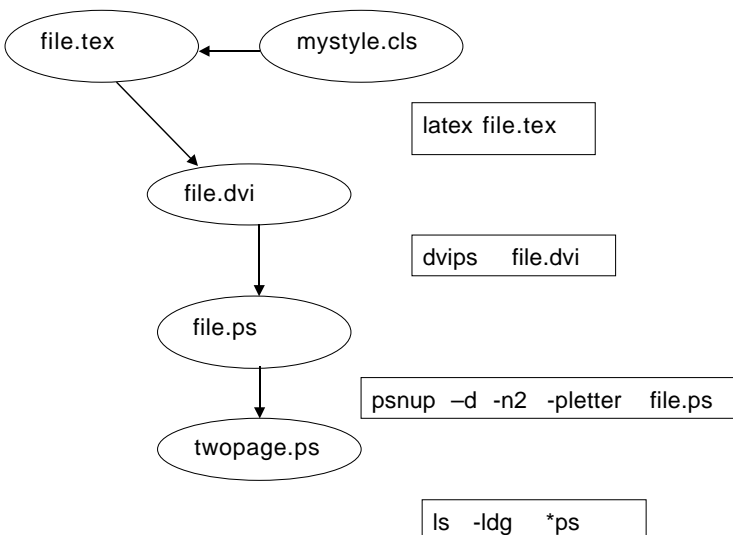 file.tex
mystyle.cls
latex file.tex
file.dvi
dvips file.dvi
file.ps
psnup –d -n2 -pletter file.ps
twopage.ps
ls -ldg *ps